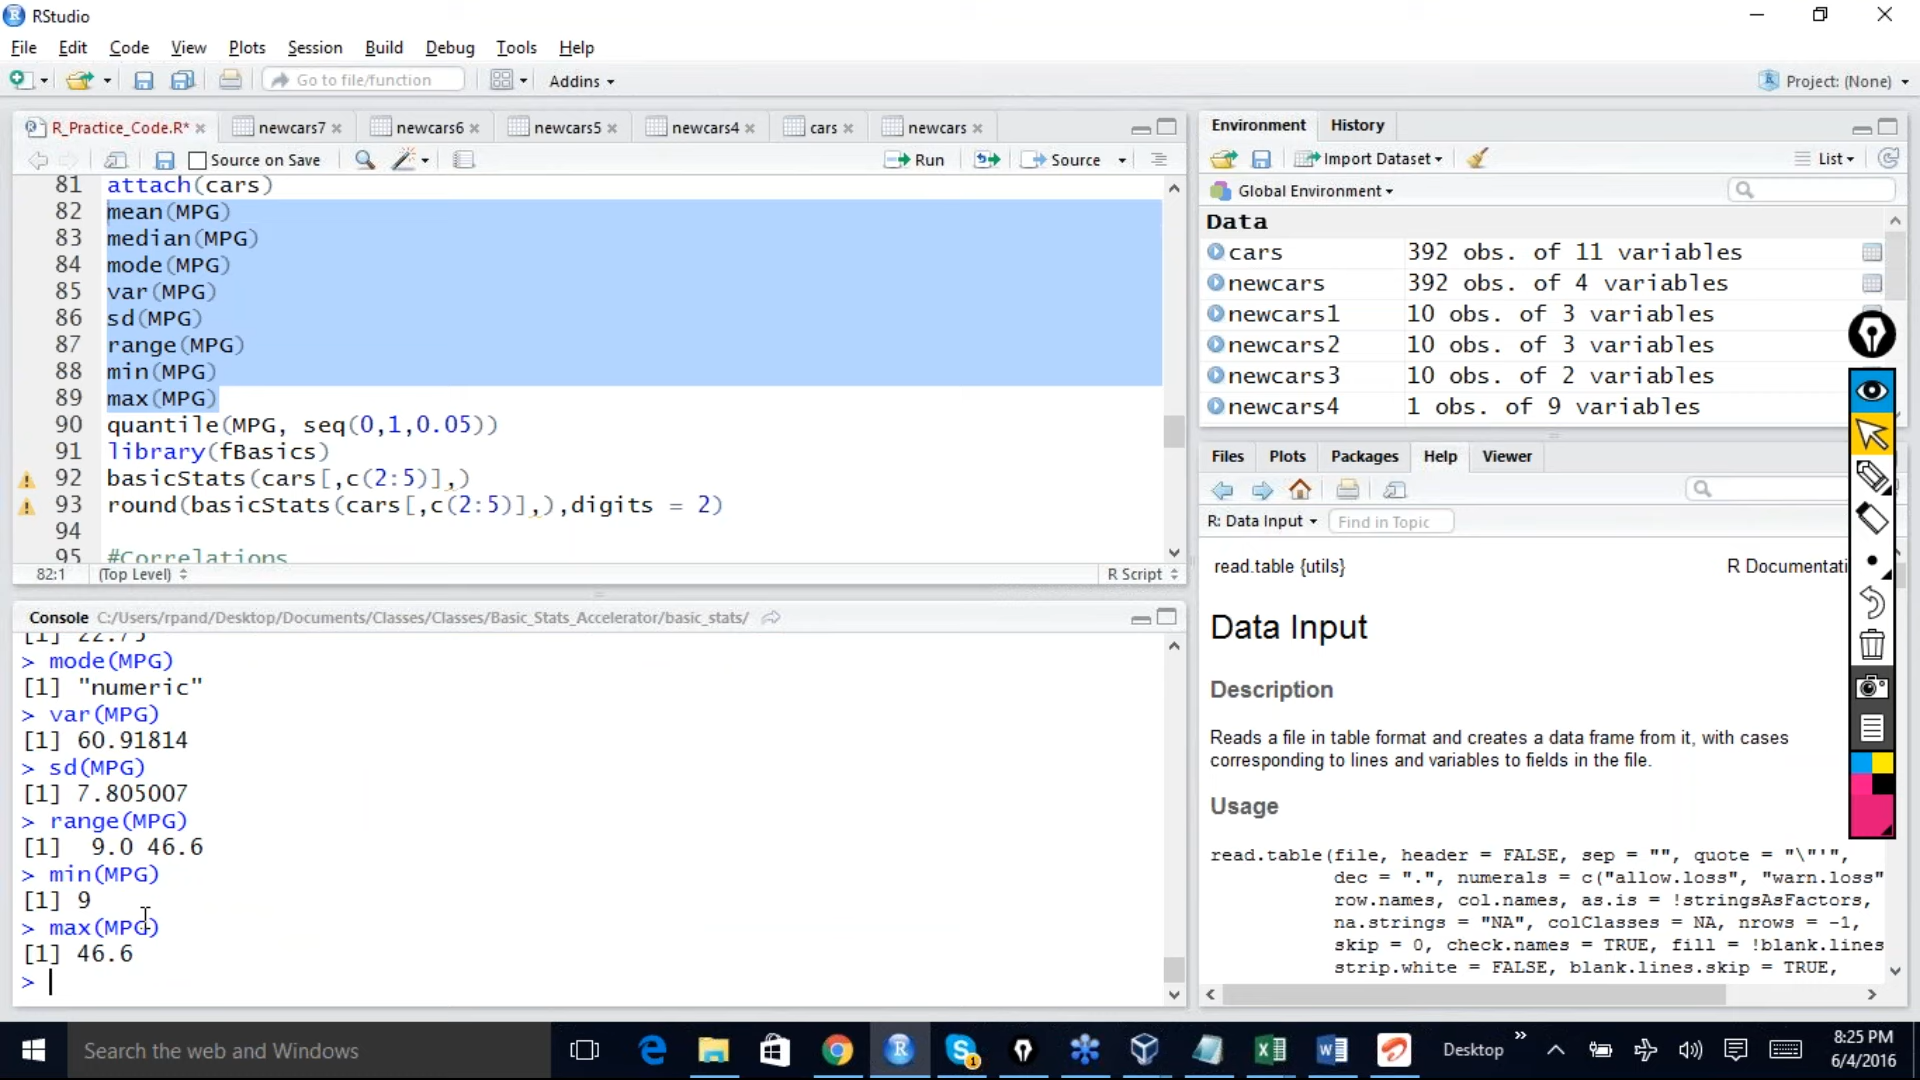 RStudio
File Edit Code View Plots Session Build Debug Tools Help
Go to file/function Addins Project: (None)
R_Practice_Code.R* newcars7 newcars6 newcars5 newcars4 cars newcars
Source on Save Run Source
81 attach(cars)
82 mean(MPG)
83 median(MPG)
84 mode(MPG)
85 var(MPG)
86 sd(MPG)
87 range(MPG)
88 min(MPG)
89 max(MPG)
90 quantile(MPG, seq(0,1,0.05))
91 library(fBasics)
92 basicStats(cars[,c(2:5)],)
93 round(basicStats(cars[,c(2:5)],),digits = 2)
94
95 #Correlations
82:1 (Top Level) R Script
Console C:/Users/rpand/Desktop/Documents/Classes/Classes/Basic_Stats_Accelerator/basic_stats/
[1] 22.75
> mode(MPG)
[1] "numeric"
> var(MPG)
[1] 60.91814
> sd(MPG)
[1] 7.805007
> range(MPG)
[1] 9.0 46.6
> min(MPG)
[1] 9
> max(MPG)
[1] 46.6
>
Environment History
Import Dataset List
Global Environment
Data
cars 392 obs. of 11 variables
newcars 392 obs. of 4 variables
newcars1 10 obs. of 3 variables
newcars2 10 obs. of 3 variables
newcars3 10 obs. of 2 variables
newcars4 1 obs. of 9 variables
Files Plots Packages Help Viewer
R: Data Input Find in Topic
read.table {utils} R Documentati
Data Input
Description
Reads a file in table format and creates a data frame from it, with cases
corresponding to lines and variables to fields in the file.
Usage
read.table(file, header = FALSE, sep = "", quote = "\"'",
dec = ".", numerals = c("allow.loss", "warn.loss"
row.names, col.names, as.is = !stringsAsFactors,
na.strings = "NA", colClasses = NA, nrows = -1,
skip = 0, check.names = TRUE, fill = !blank.lines
strip.white = FALSE, blank.lines.skip = TRUE,
Search the web and Windows Desktop 8:25 PM
6/4/2016